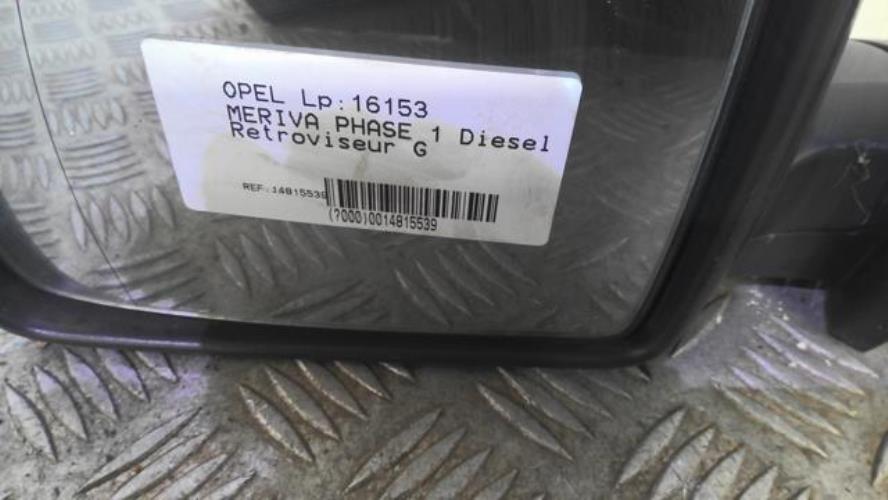 OPEL Lp:16153
MERIVA PHASE 1 Diesel
Retroviseur G
REF:14815539
(7000)0014815539